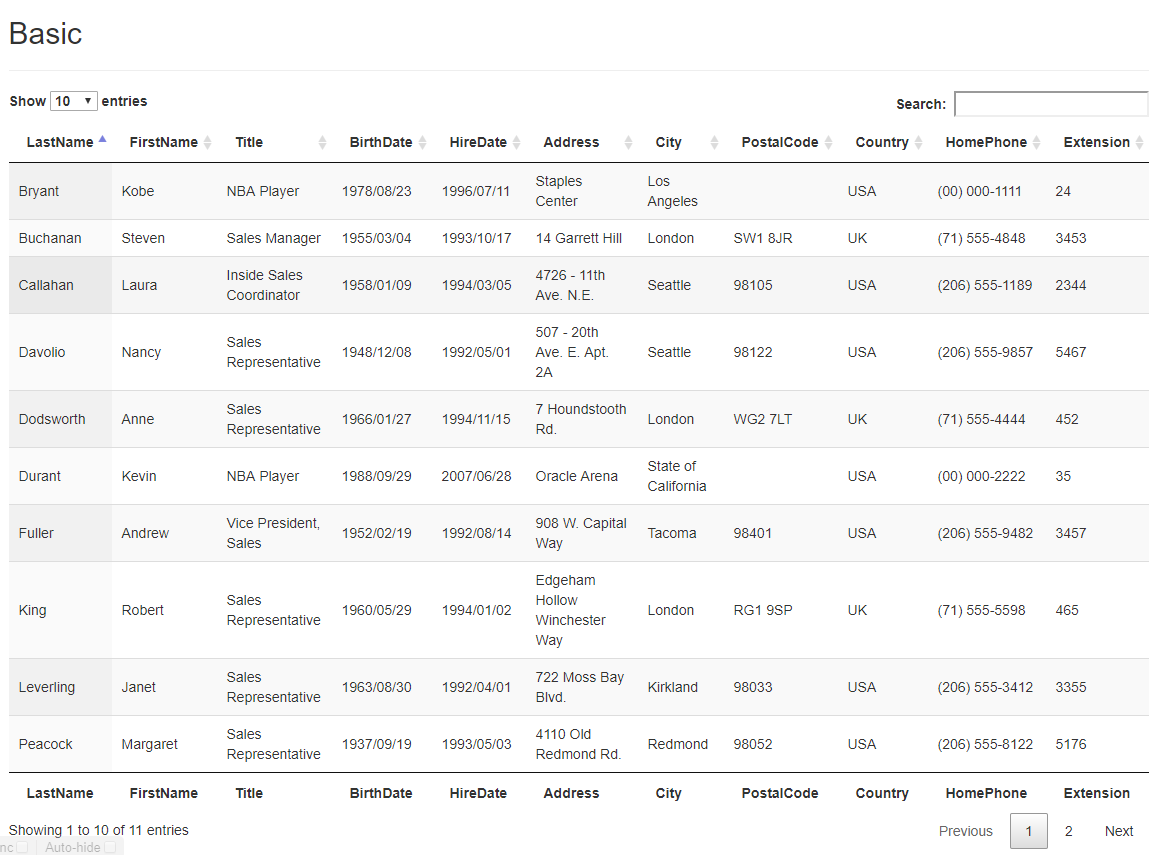 Basic
Show 10 entries
Search:
LastName FirstName Title BirthDate HireDate Address City PostalCode Country HomePhone Extension
Bryant Kobe NBA Player 1978/08/23 1996/07/11 Staples Center Los Angeles USA (00) 000-1111 24
Buchanan Steven Sales Manager 1955/03/04 1993/10/17 14 Garrett Hill London SW1 8JR UK (71) 555-4848 3453
Callahan Laura Inside Sales Coordinator 1958/01/09 1994/03/05 4726 - 11th Ave. N.E. Seattle 98105 USA (206) 555-1189 2344
Davolio Nancy Sales Representative 1948/12/08 1992/05/01 507 - 20th Ave. E. Apt. 2A Seattle 98122 USA (206) 555-9857 5467
Dodsworth Anne Sales Representative 1966/01/27 1994/11/15 7 Houndstooth Rd. London WG2 7LT UK (71) 555-4444 452
Durant Kevin NBA Player 1988/09/29 2007/06/28 Oracle Arena State of California USA (00) 000-2222 35
Fuller Andrew Vice President, Sales 1952/02/19 1992/08/14 908 W. Capital Way Tacoma 98401 USA (206) 555-9482 3457
King Robert Sales Representative 1960/05/29 1994/01/02 Edgeham Hollow Winchester Way London RG1 9SP UK (71) 555-5598 465
Leverling Janet Sales Representative 1963/08/30 1992/04/01 722 Moss Bay Blvd. Kirkland 98033 USA (206) 555-3412 3355
Peacock Margaret Sales Representative 1937/09/19 1993/05/03 4110 Old Redmond Rd. Redmond 98052 USA (206) 555-8122 5176
LastName FirstName Title BirthDate HireDate Address City PostalCode Country HomePhone Extension
Showing 1 to 10 of 11 entries
Previous 1 2 Next
nc Auto-hide